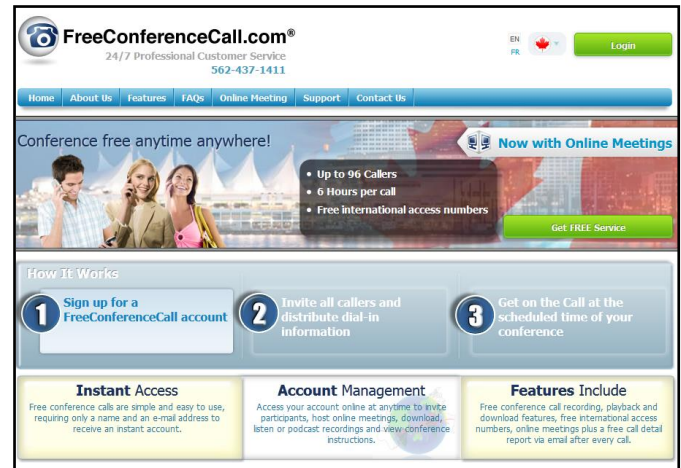 FreeConferenceCall.com®
24/7 Professional Customer Service
562-437-1411
EN
FR
Login
Home About Us Features FAQs Online Meeting Support Contact Us
Conference free anytime anywhere!
Now with Online Meetings
• Up to 96 Callers
• 6 Hours per call
• Free international access numbers
Get FREE Service
How It Works
1
Sign up for a
FreeConferenceCall account
2
Invite all callers and
distribute dial-in
information
3
Get on the Call at the
scheduled time of your
conference
Instant Access
Free conference calls are simple and easy to use,
requiring only a name and an e-mail address to
receive an instant account.
Account Management
Access your account online at anytime to invite
participants, host online meetings, download,
listen or podcast recordings and view conference
instructions.
Features Include
Free conference call recording, playback and
download features, free international access
numbers, online meetings plus a free call detail
report via email after every call.